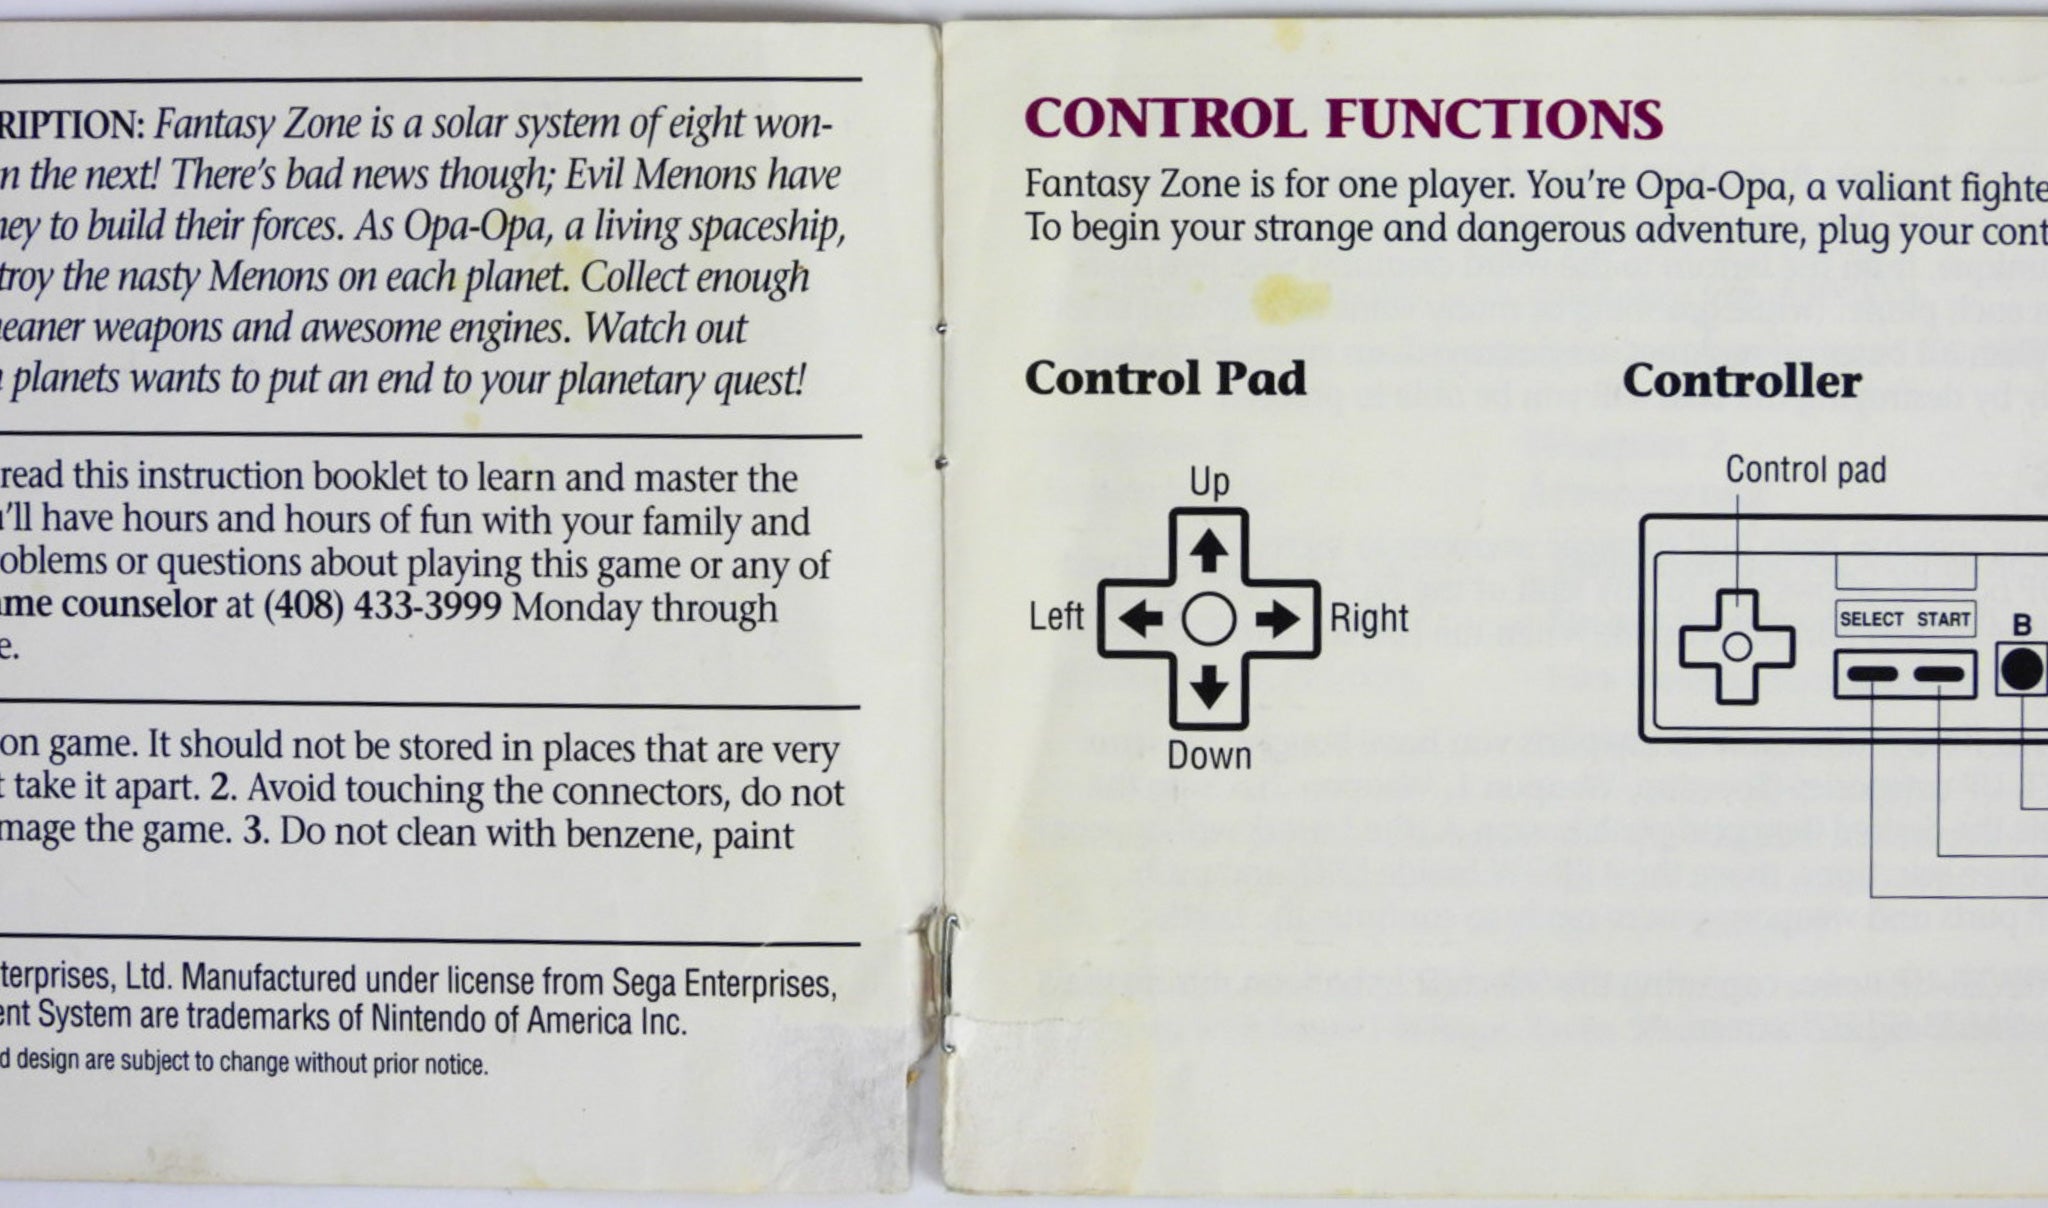 RIPTION: Fantasy Zone is a solar system of eight won-
n the next! There's bad news though; Evil Menons have
ney to build their forces. As Opa-Opa, a living spaceship,
troy the nasty Menons on each planet. Collect enough
eaner weapons and awesome engines. Watch out
planets wants to put an end to your planetary quest!
read this instruction booklet to learn and master the
u'll have hours and hours of fun with your family and
oblems or questions about playing this game or any of
me counselor at (408) 433-3999 Monday through
e.
on game. It should not be stored in places that are very
t take it apart. 2. Avoid touching the connectors, do not
mage the game. 3. Do not clean with benzene, paint
terprises, Ltd. Manufactured under license from Sega Enterprises,
ent System are trademarks of Nintendo of America Inc.
d design are subject to change without prior notice.
CONTROL FUNCTIONS
Fantasy Zone is for one player. You're Opa-Opa, a valiant fighte
To begin your strange and dangerous adventure, plug your cont
Control Pad
Up
Left
Right
Down
Controller
Control pad
SELECT START
B